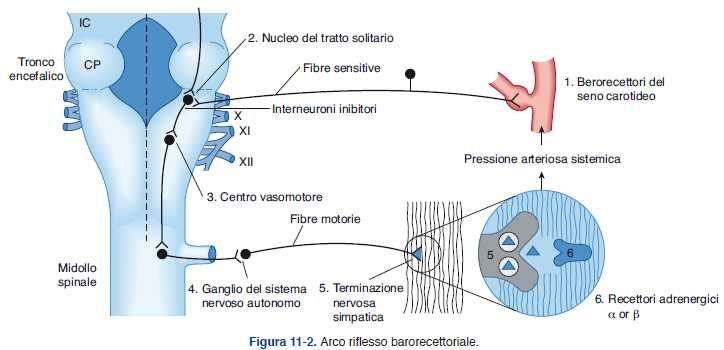 IC
2. Nucleo del tratto solitario
Tronco
encefalico
CP
Fibre sensitive
1. Berorecettori del
seno carotideo
Interneuroni inibitori
X
XI
XII
Pressione arteriosa sistemica
3. Centro vasomotore
Fibre motorie
5
6
Midollo
spinale
4. Ganglio del sistema
nervoso autonomo
5. Terminazione
nervosa
simpatica
6. Recettori adrenergici
α or β
Figura 11-2. Arco riflesso barorecettoriale.